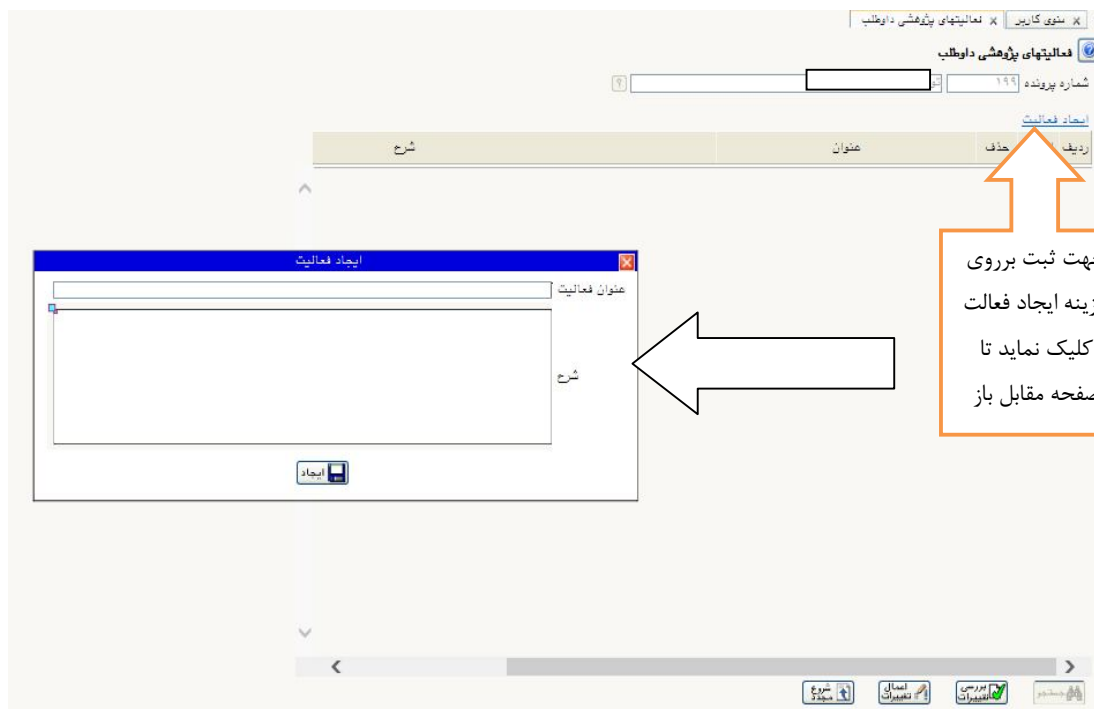 x منوی کاربر x فعالیتهای پژوهشی داوطلب
فعالیتهای پژوهشی داوطلب
شماره پرونده ۱۹۹
ایجاد فعالیت
ردیف حذف عنوان شرح
جهت ثبت برروی
زینه ایجاد فعالت
کلیک نماید تا
صفحه مقابل باز
ایجاد فعالیت
عنوان فعالیت
شرح
ایجاد
جستجو بررسی تغییرات اعمال تغییرات شروع مجدد